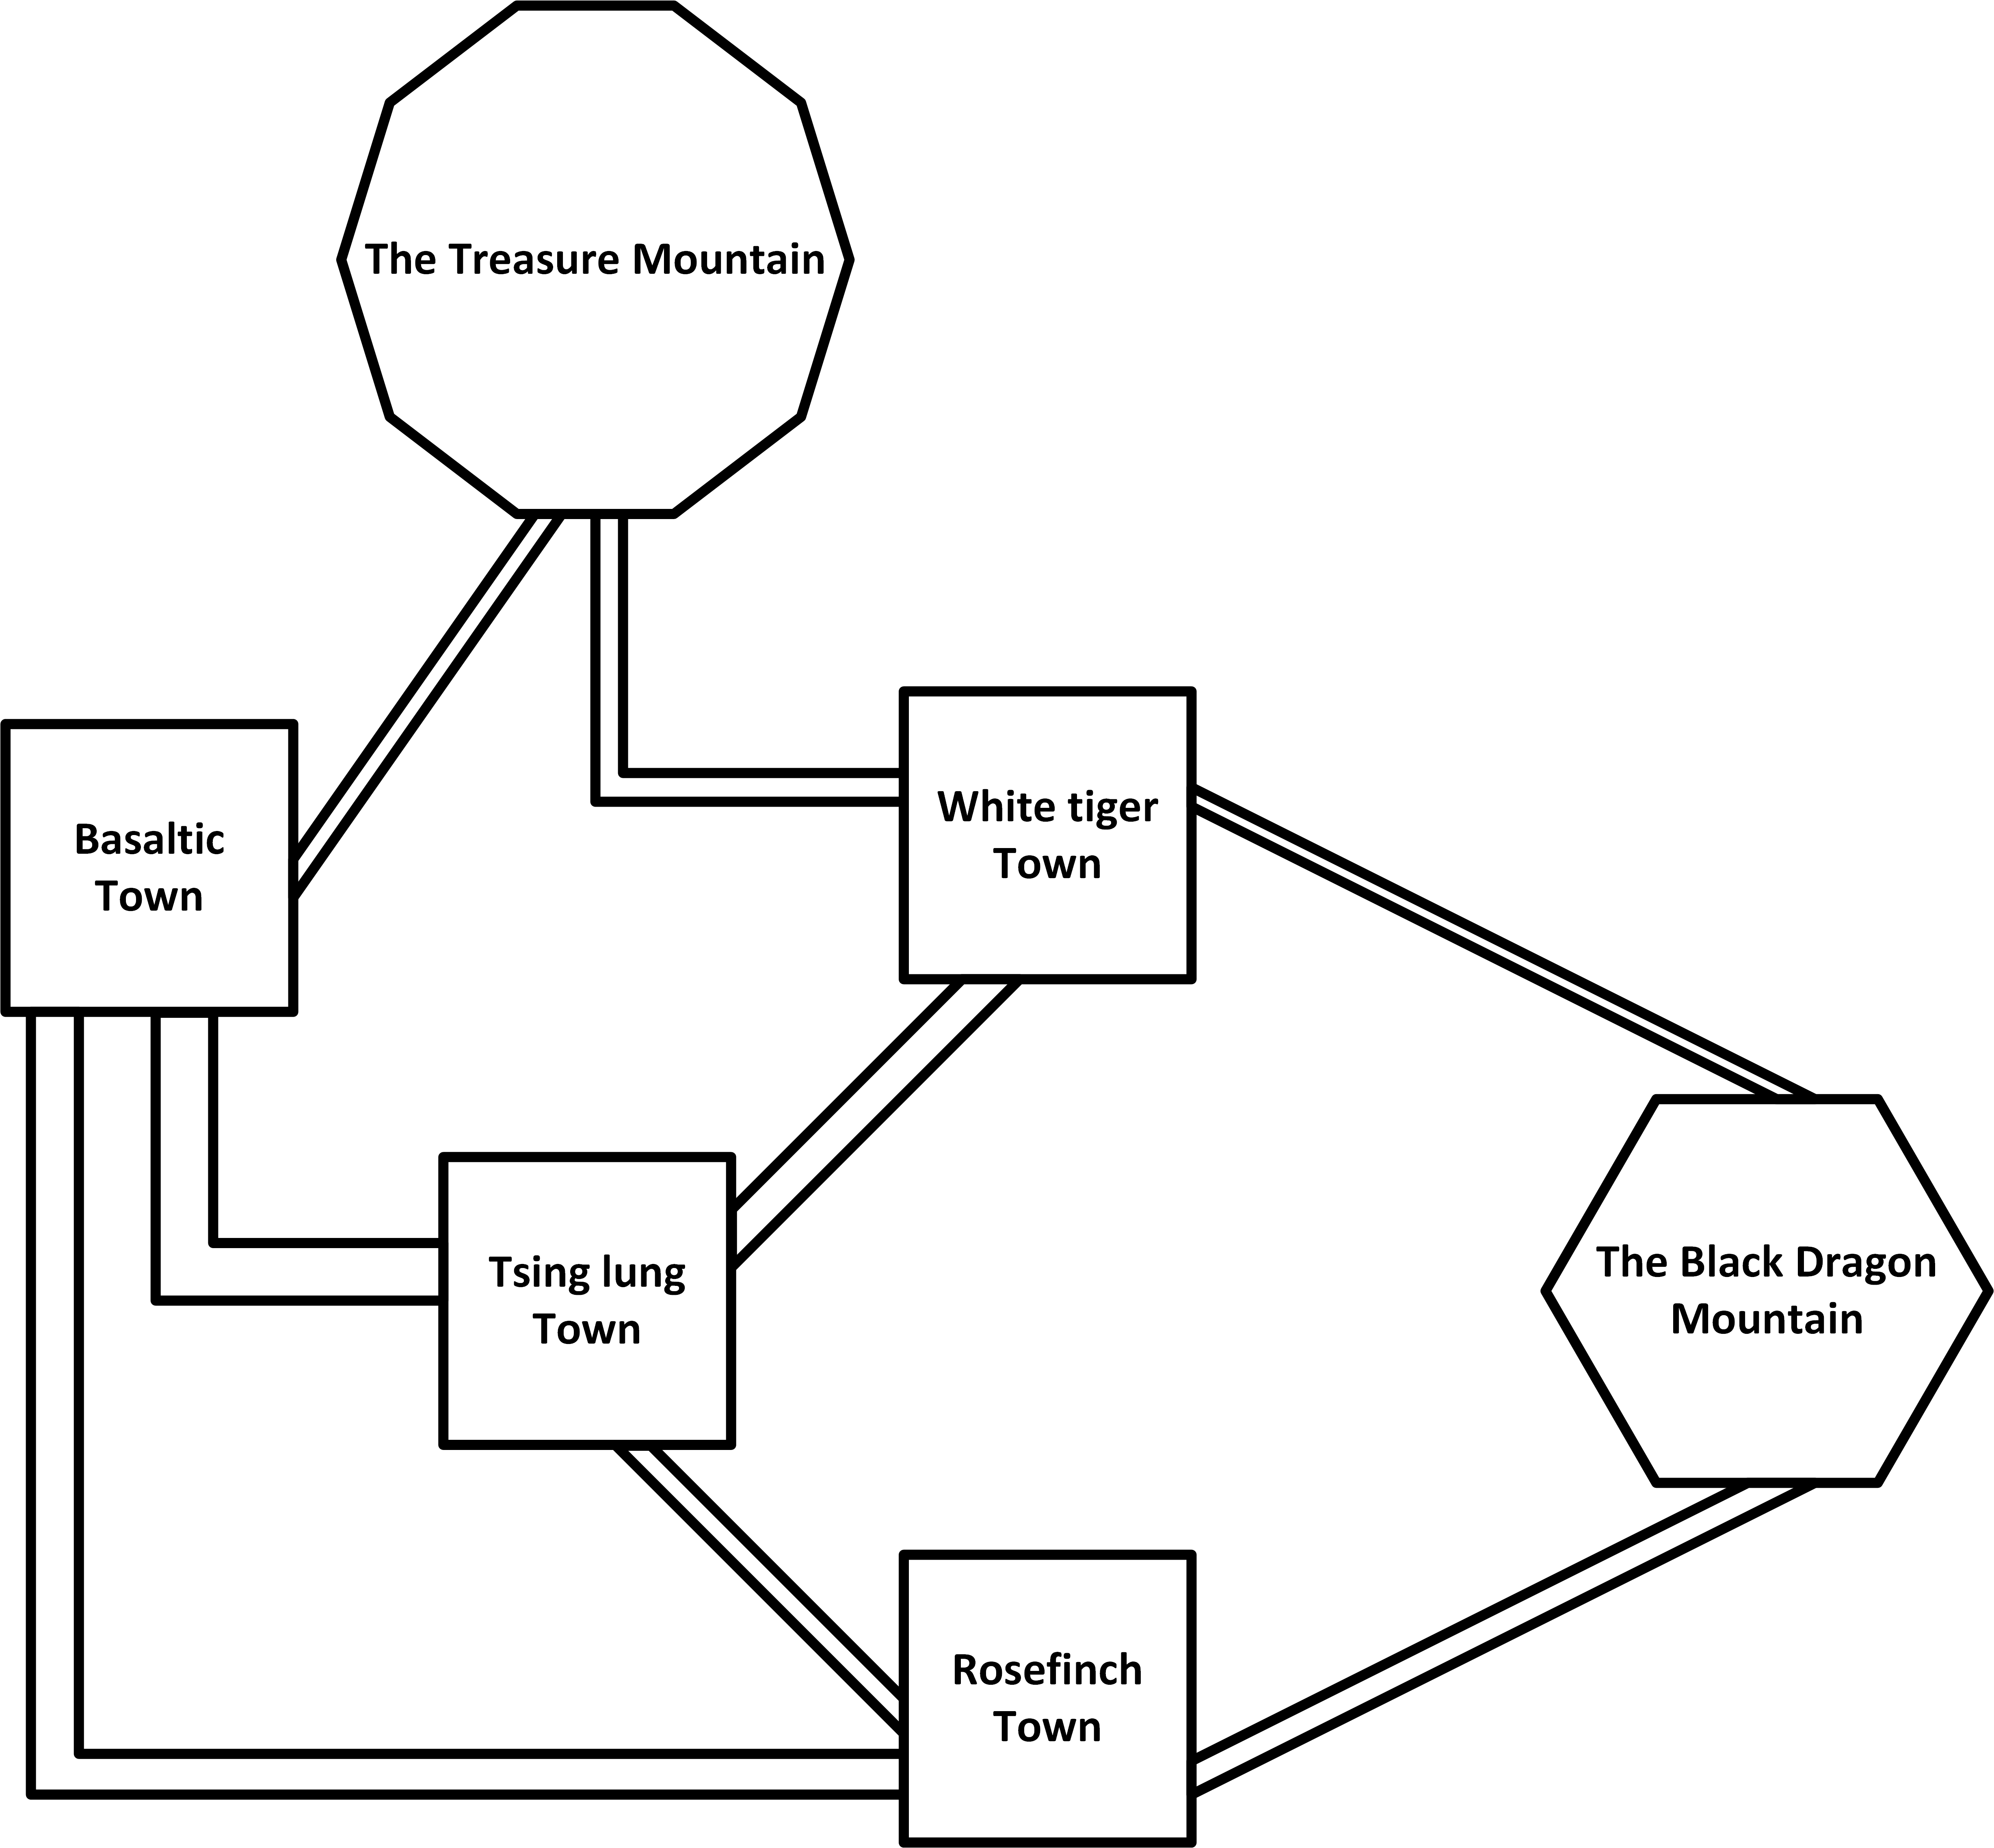 The Treasure Mountain
White tiger
Town
Basaltic
Town
Tsing lung
Town
The Black Dragon
Mountain
Rosefinch
Town